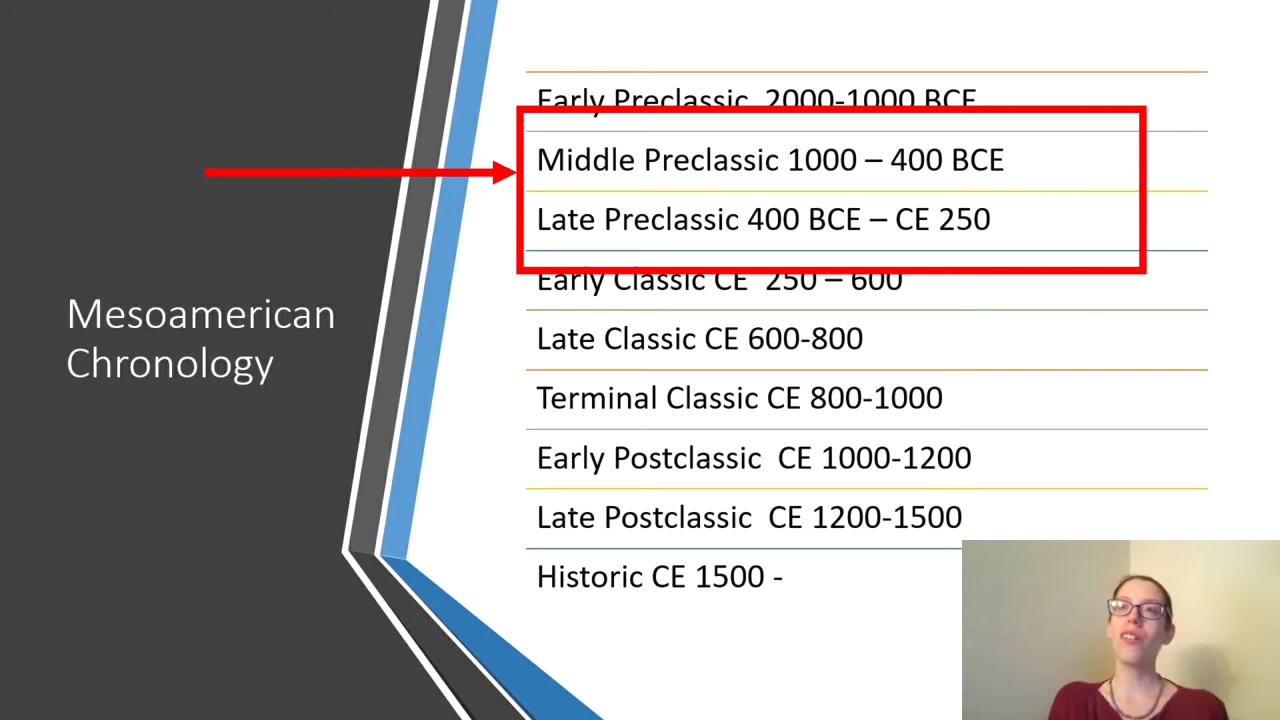 Mesoamerican
Chronology
Early Preclassic  2000-1000 BCE
Middle Preclassic 1000 – 400 BCE
Late Preclassic 400 BCE – CE 250
Early Classic CE  250 – 600
Late Classic CE 600-800
Terminal Classic CE 800-1000
Early Postclassic  CE 1000-1200
Late Postclassic  CE 1200-1500
Historic CE 1500 -